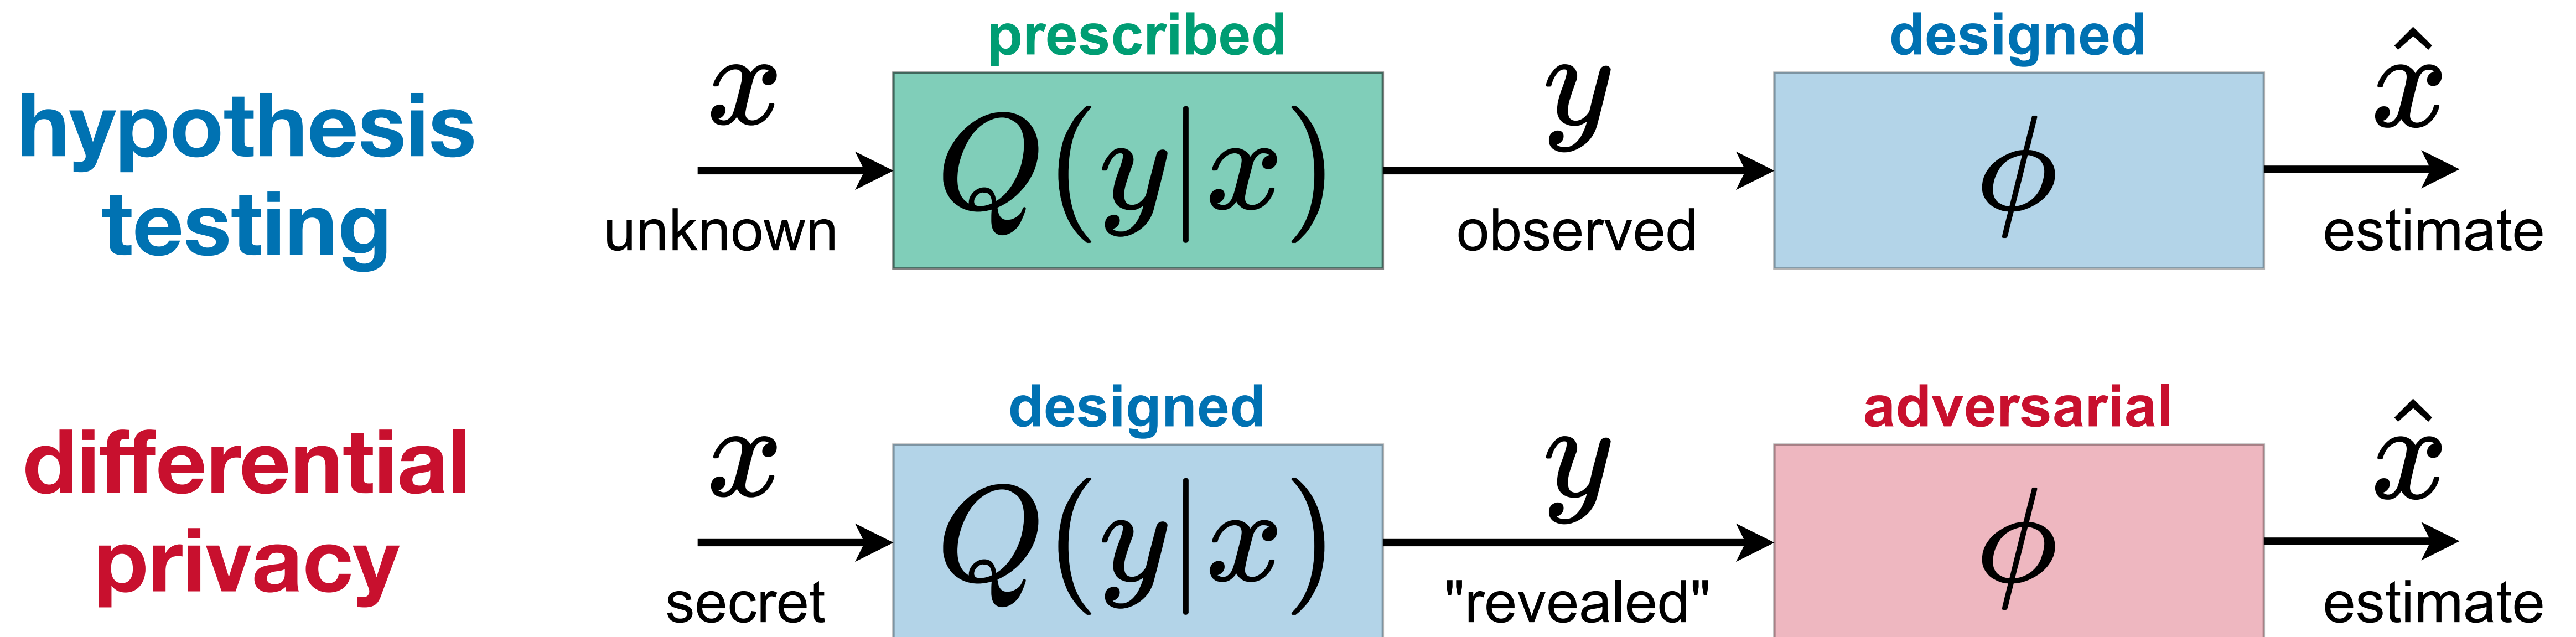 hypothesis
testing
prescribed
designed
x
Q(y|x)
y
ϕ
x̂
unknown
observed
estimate
differential
privacy
designed
adversarial
x
Q(y|x)
y
ϕ
x̂
secret
"revealed"
estimate